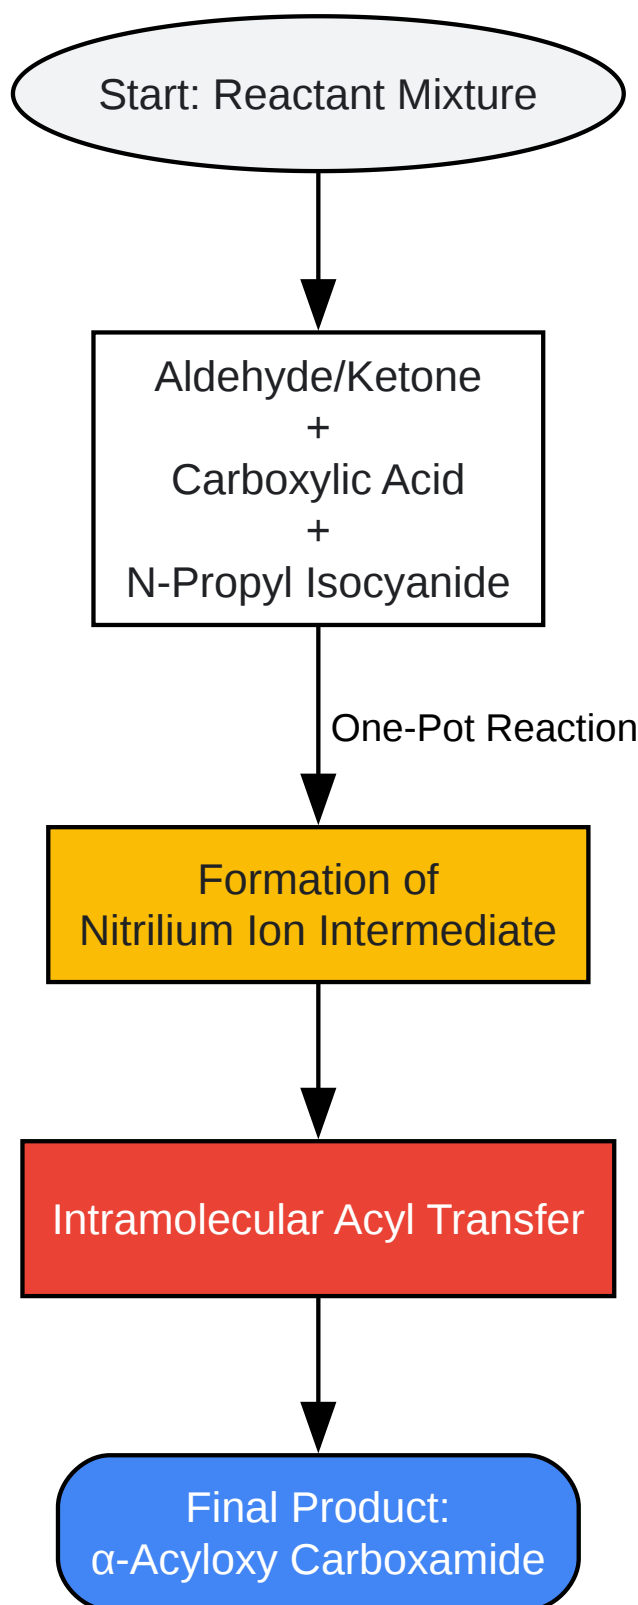 Start: Reactant Mixture
Aldehyde/Ketone
+
Carboxylic Acid
+
N-Propyl Isocyanide
One-Pot Reaction
Formation of
Nitrilium Ion Intermediate
Intramolecular Acyl Transfer
Final Product:
α-Acyloxy Carboxamide